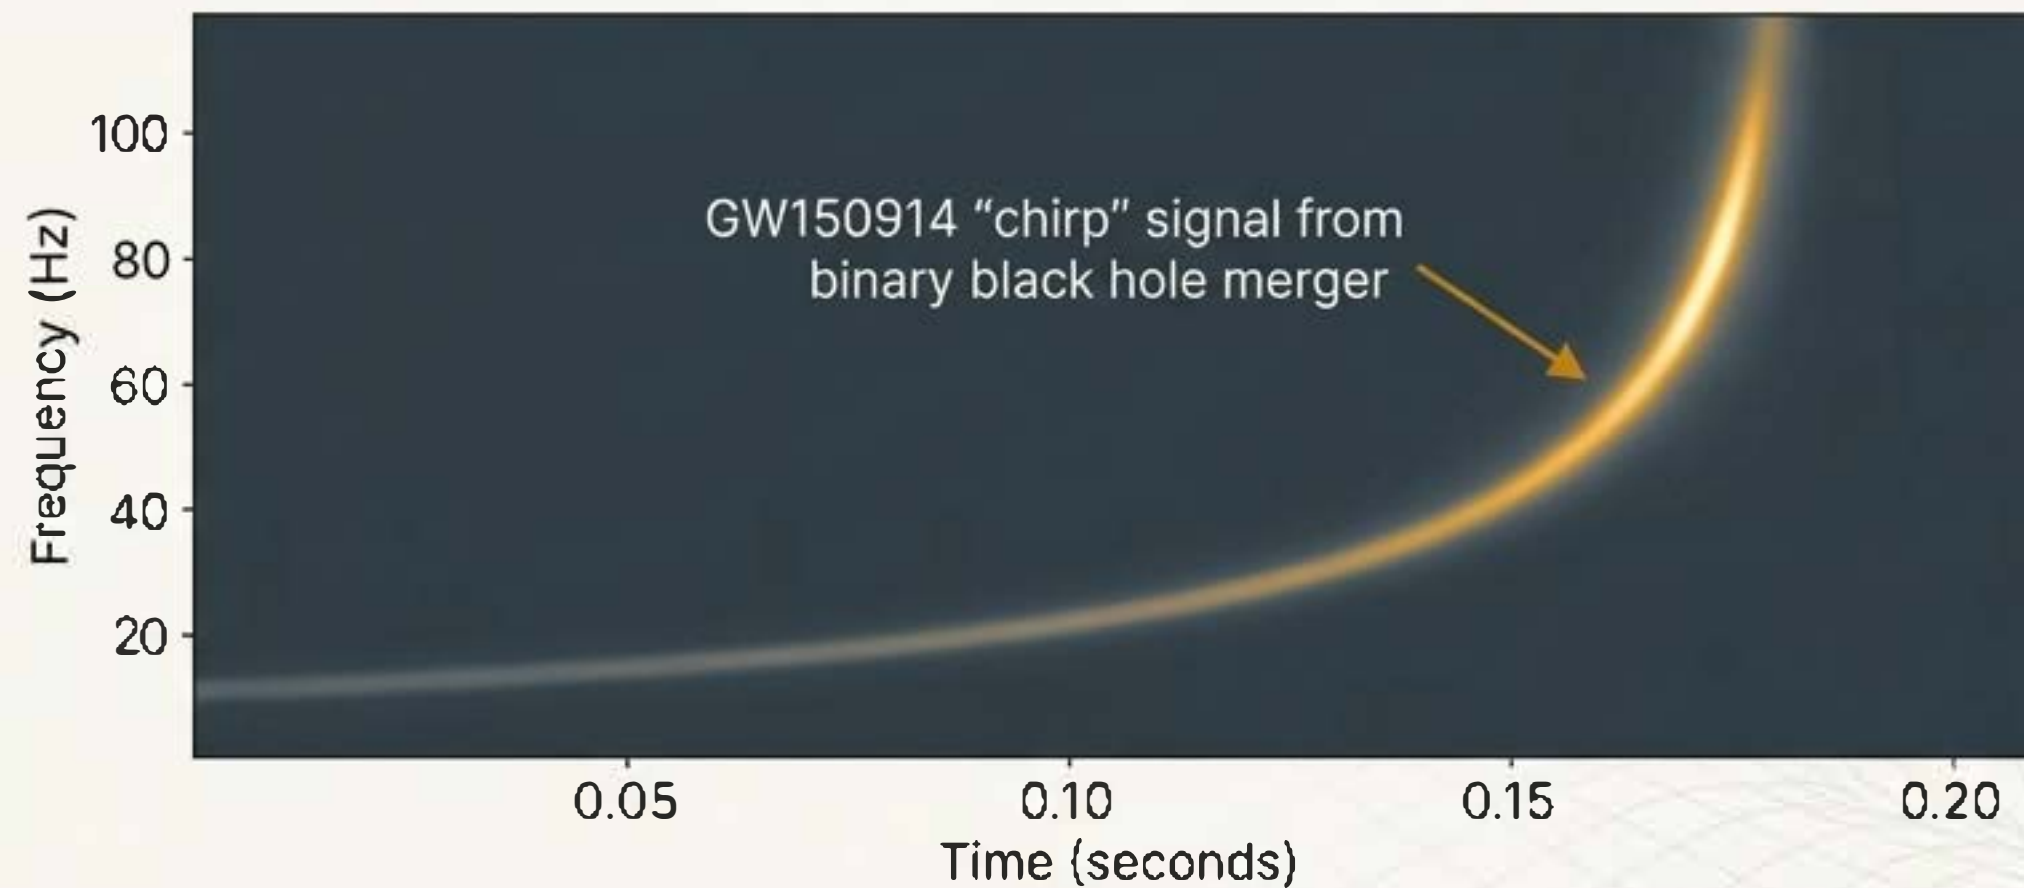 100
80
60
40
20
Frequency (Hz)
GW150914 “chirp” signal from
binary black hole merger
0.05 0.10 0.15 0.20
Time (seconds)